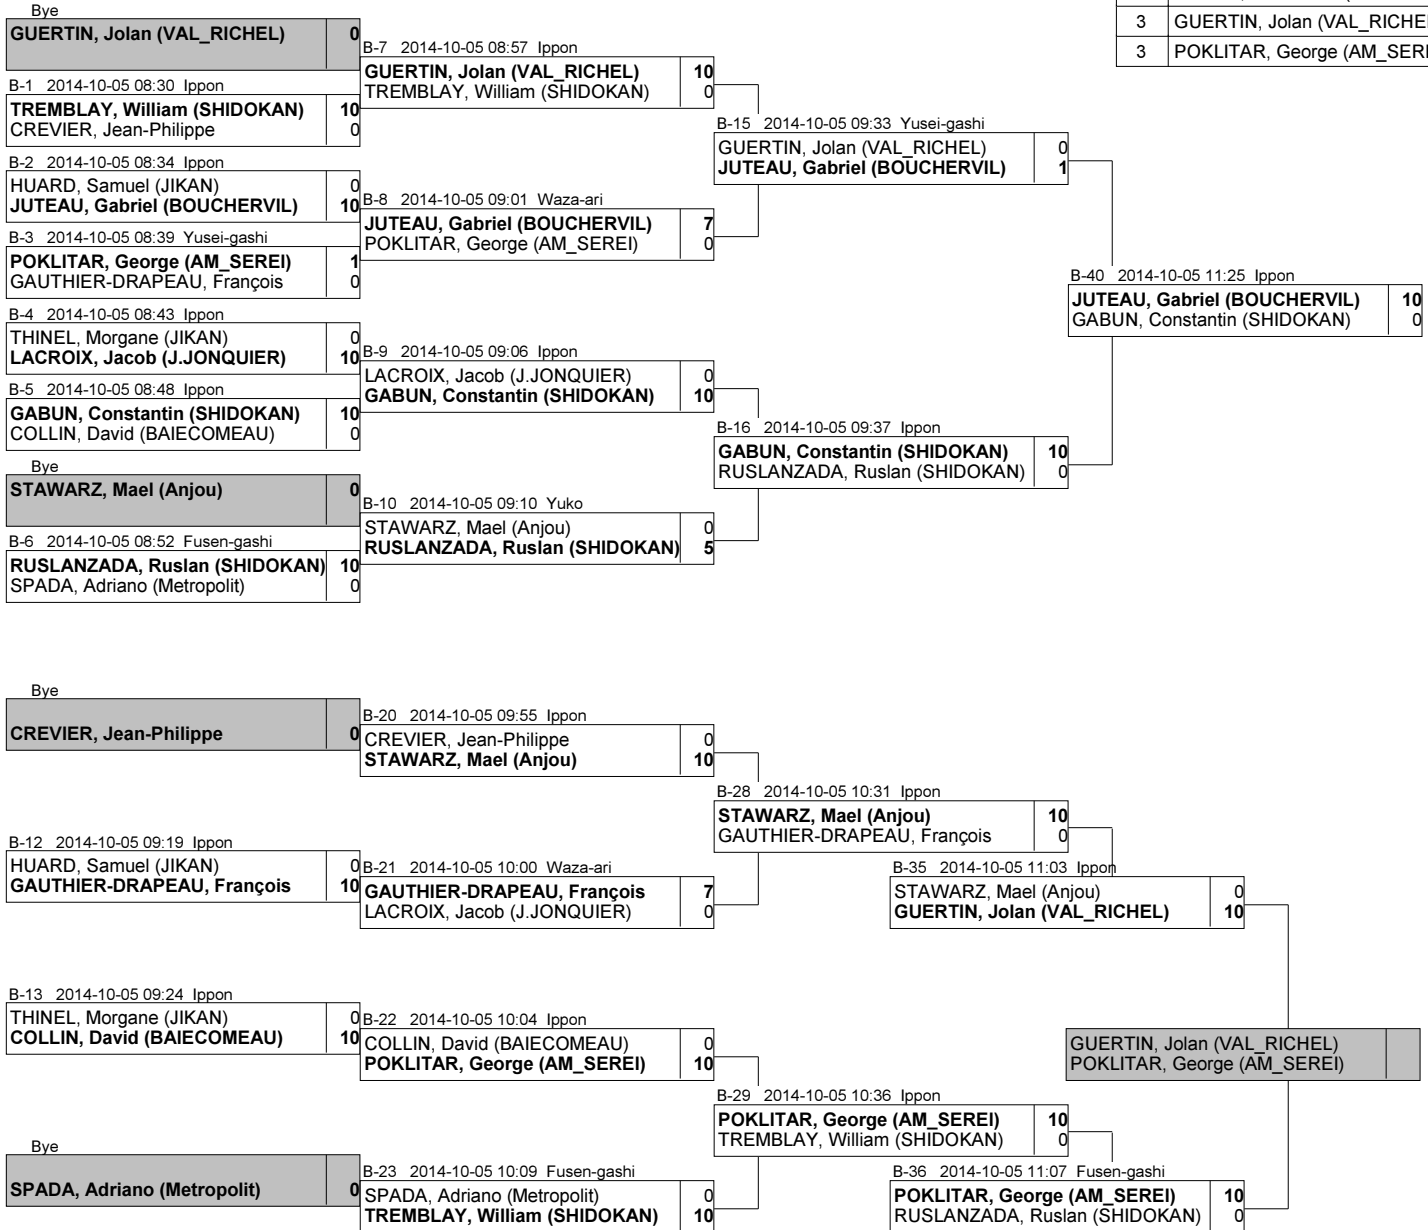 3 GUERTIN, Jolan (VAL_RICHEL
3 POKLITAR, George (AM_SEREI
Bye
GUERTIN, Jolan (VAL_RICHEL) 0
B-1 2014-10-05 08:30 Ippon
TREMBLAY, William (SHIDOKAN) 10
CREVIER, Jean-Philippe 0
B-2 2014-10-05 08:34 Ippon
HUARD, Samuel (JIKAN) 0
JUTEAU, Gabriel (BOUCHERVIL) 10
B-3 2014-10-05 08:39 Yusei-gashi
POKLITAR, George (AM_SEREI) 1
GAUTHIER-DRAPEAU, François 0
B-4 2014-10-05 08:43 Ippon
THINEL, Morgane (JIKAN) 0
LACROIX, Jacob (J.JONQUIER) 10
B-5 2014-10-05 08:48 Ippon
GABUN, Constantin (SHIDOKAN) 10
COLLIN, David (BAIECOMEAU) 0
Bye
STAWARZ, Mael (Anjou) 0
B-6 2014-10-05 08:52 Fusen-gashi
RUSLANZADA, Ruslan (SHIDOKAN) 10
SPADA, Adriano (Metropolit) 0
B-7 2014-10-05 08:57 Ippon
GUERTIN, Jolan (VAL_RICHEL) 10
TREMBLAY, William (SHIDOKAN) 0
B-8 2014-10-05 09:01 Waza-ari
JUTEAU, Gabriel (BOUCHERVIL) 7
POKLITAR, George (AM_SEREI) 0
B-9 2014-10-05 09:06 Ippon
LACROIX, Jacob (J.JONQUIER) 0
GABUN, Constantin (SHIDOKAN) 10
B-10 2014-10-05 09:10 Yuko
STAWARZ, Mael (Anjou) 0
RUSLANZADA, Ruslan (SHIDOKAN) 5
B-15 2014-10-05 09:33 Yusei-gashi
GUERTIN, Jolan (VAL_RICHEL) 0
JUTEAU, Gabriel (BOUCHERVIL) 1
B-16 2014-10-05 09:37 Ippon
GABUN, Constantin (SHIDOKAN) 10
RUSLANZADA, Ruslan (SHIDOKAN) 0
B-40 2014-10-05 11:25 Ippon
JUTEAU, Gabriel (BOUCHERVIL) 10
GABUN, Constantin (SHIDOKAN) 0
Bye
CREVIER, Jean-Philippe 0
B-12 2014-10-05 09:19 Ippon
HUARD, Samuel (JIKAN) 0
GAUTHIER-DRAPEAU, François 10
B-13 2014-10-05 09:24 Ippon
THINEL, Morgane (JIKAN) 0
COLLIN, David (BAIECOMEAU) 10
Bye
SPADA, Adriano (Metropolit) 0
B-20 2014-10-05 09:55 Ippon
CREVIER, Jean-Philippe 0
STAWARZ, Mael (Anjou) 10
B-21 2014-10-05 10:00 Waza-ari
GAUTHIER-DRAPEAU, François 7
LACROIX, Jacob (J.JONQUIER) 0
B-22 2014-10-05 10:04 Ippon
COLLIN, David (BAIECOMEAU) 0
POKLITAR, George (AM_SEREI) 10
B-23 2014-10-05 10:09 Fusen-gashi
SPADA, Adriano (Metropolit) 0
TREMBLAY, William (SHIDOKAN) 10
B-28 2014-10-05 10:31 Ippon
STAWARZ, Mael (Anjou) 10
GAUTHIER-DRAPEAU, François 0
B-29 2014-10-05 10:36 Ippon
POKLITAR, George (AM_SEREI) 10
TREMBLAY, William (SHIDOKAN) 0
B-35 2014-10-05 11:03 Ippon
STAWARZ, Mael (Anjou) 0
GUERTIN, Jolan (VAL_RICHEL) 10
B-36 2014-10-05 11:07 Fusen-gashi
POKLITAR, George (AM_SEREI) 10
RUSLANZADA, Ruslan (SHIDOKAN) 0
GUERTIN, Jolan (VAL_RICHEL)
POKLITAR, George (AM_SEREI)